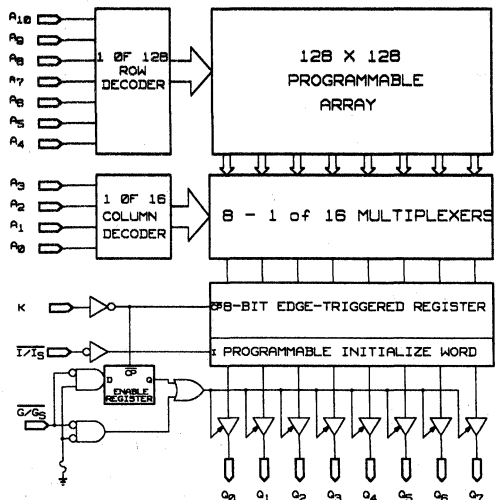 A10
A9
A8
A7
A6
A5
A4
1 OF 128
ROW
DECODER
128 X 128
PROGRAMMABLE
ARRAY
A3
A2
A1
A0
1 OF 16
COLUMN
DECODER
8 - 1 of 16 MULTIPLEXERS
K
CP
8-BIT EDGE-TRIGGERED REGISTER
I/IS
I
PROGRAMMABLE INITIALIZE WORD
CP
D
Q
ENABLE
REGISTER
G/GS
Q0
Q1
Q2
Q3
Q4
Q5
Q6
Q7